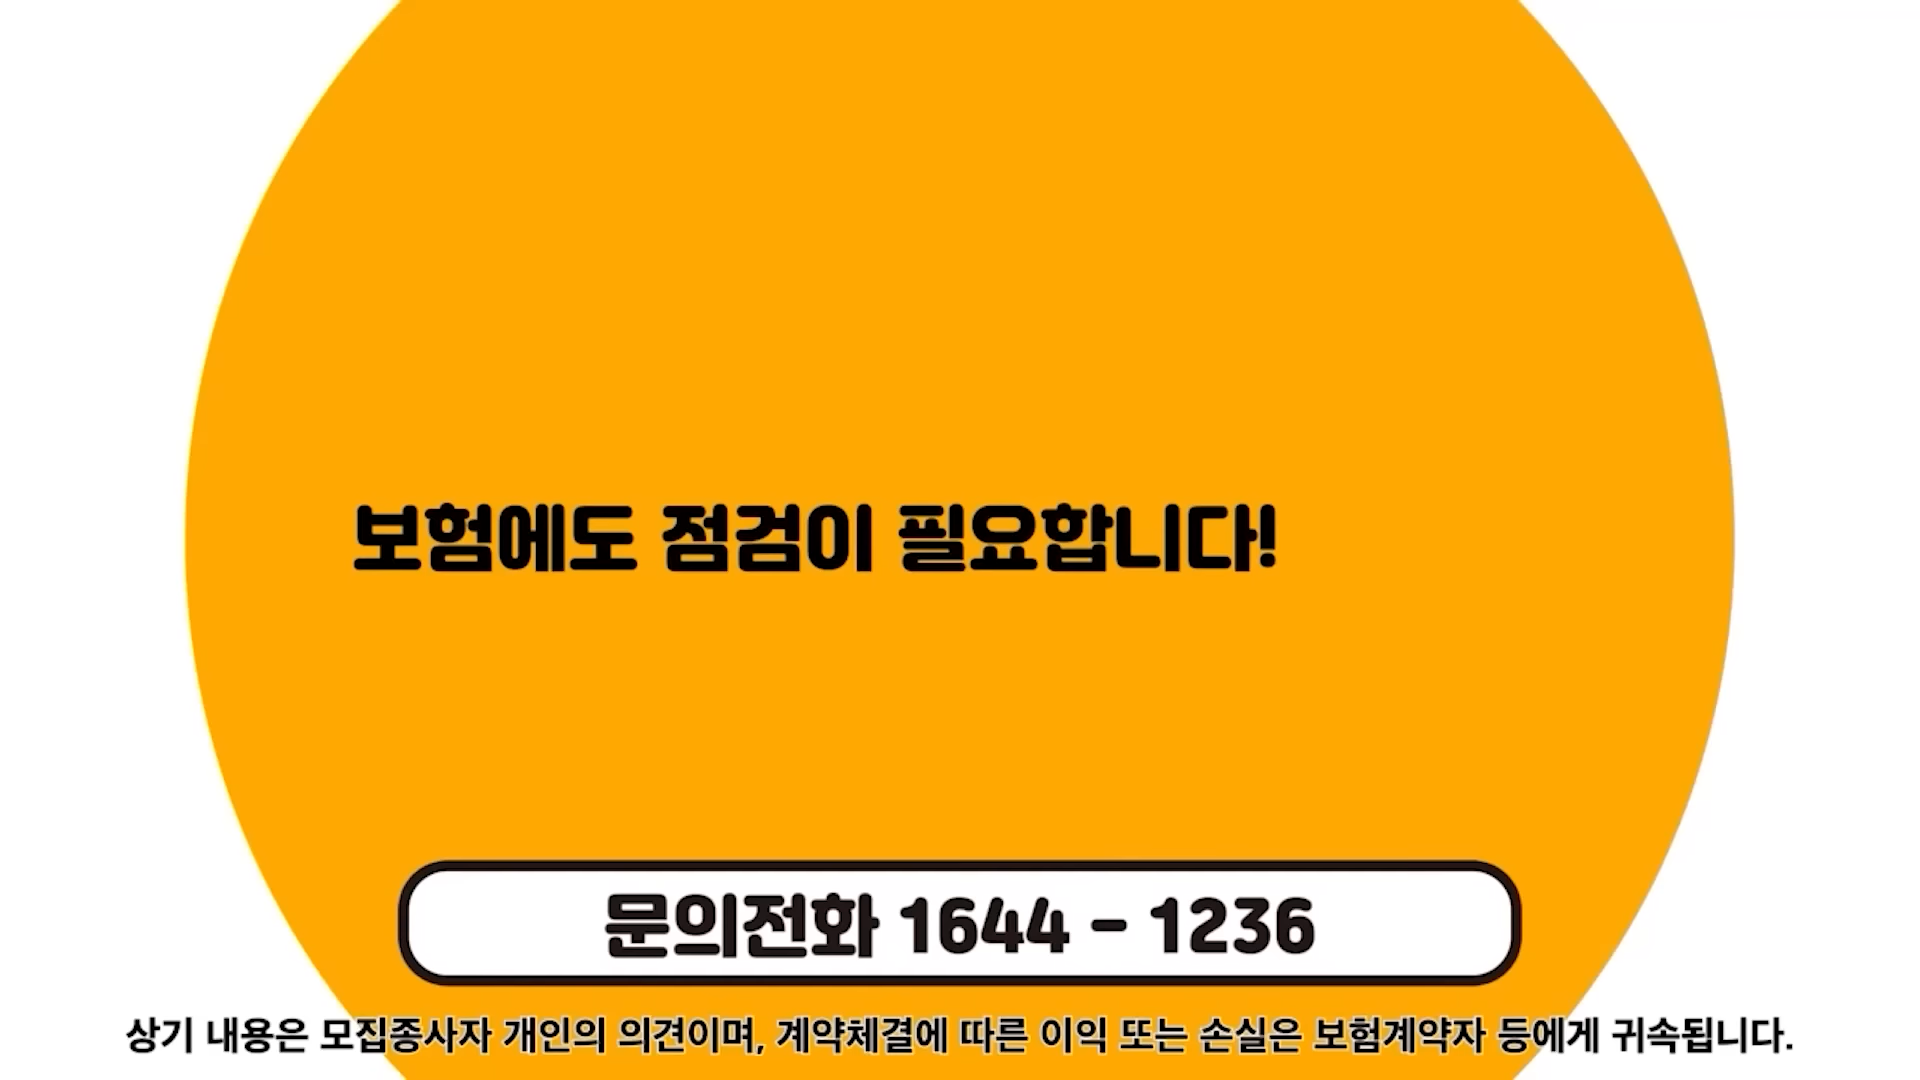 보험에도 점검이 필요합니다!
문의전화 1644 - 1236
상기 내용은 모집종사자 개인의 의견이며, 계약체결에 따른 이익 또는 손실은 보험계약자 등에게 귀속됩니다.